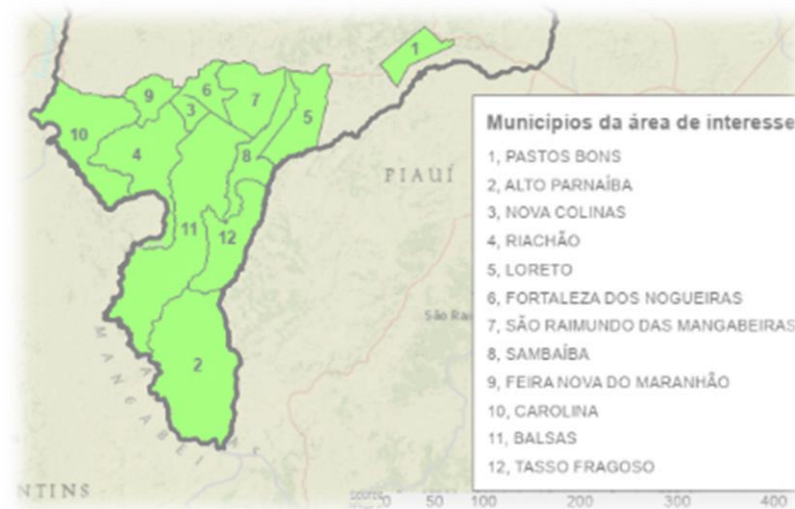 1
9
6
3
7
5
10
4
8
PIAUÍ
11
12
2
São Ra
MANGABEI
NTINS
Municípios da área de interesse
1, PASTOS BONS
2, ALTO PARNAÍBA
3, NOVA COLINAS
4, RIACHÃO
5, LORETO
6, FORTALEZA DOS NOGUEIRAS
7, SÃO RAIMUNDO DAS MANGABEIRAS
8, SAMBAÍBA
9, FEIRA NOVA DO MARANHÃO
10, CAROLINA
11, BALSAS
12, TASSO FRAGOSO
0 50 100 200 300 400